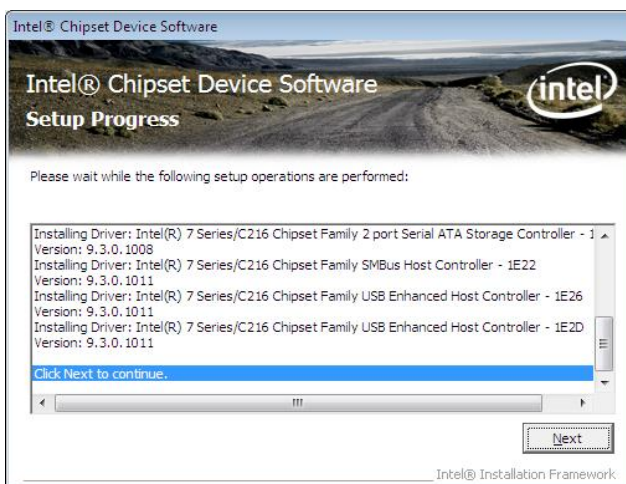 Intel® Chipset Device Software
Intel® Chipset Device Software
intel
Setup Progress
Please wait while the following setup operations are performed:
Installing Driver: Intel(R) 7 Series/C216 Chipset Family 2 port Serial ATA Storage Controller - 1
Version: 9.3.0.1008
Installing Driver: Intel(R) 7 Series/C216 Chipset Family SMBus Host Controller - 1E22
Version: 9.3.0.1011
Installing Driver: Intel(R) 7 Series/C216 Chipset Family USB Enhanced Host Controller - 1E26
Version: 9.3.0.1011
Installing Driver: Intel(R) 7 Series/C216 Chipset Family USB Enhanced Host Controller - 1E2D
Version: 9.3.0.1011
Click Next to continue.
Next
Intel® Installation Framework